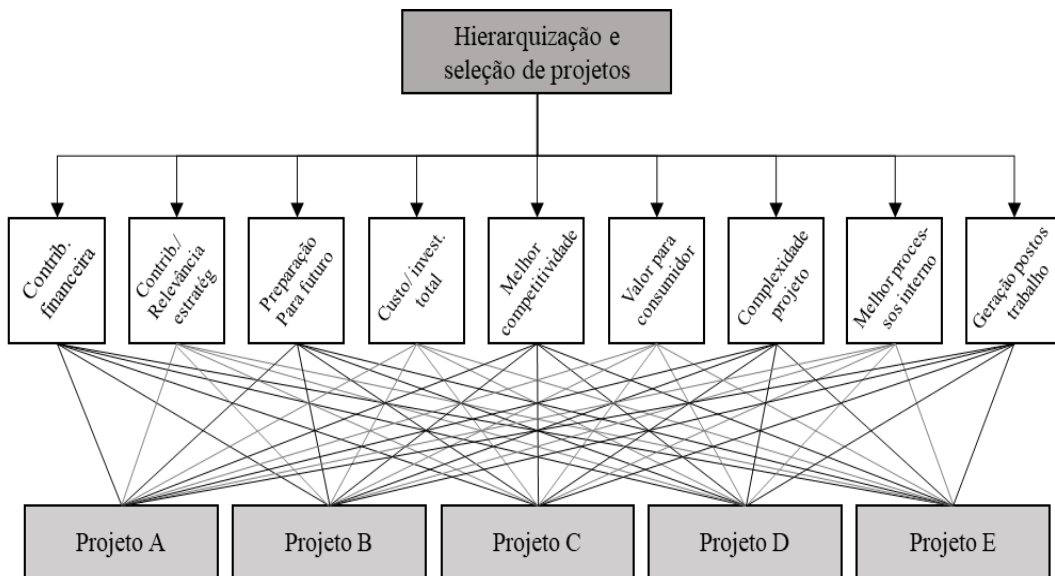 Hierarquização e
seleção de projetos
Contrib.
financeira
Contrib./
Relevância
estratég
Preparação
Para futuro
Custo/invest.
total
Melhor
competitividade
Valor para
consumidor
Complexidade
projeto
Melhor proces-
sos interno
Geração postos
trabalho
Projeto A
Projeto B
Projeto C
Projeto D
Projeto E